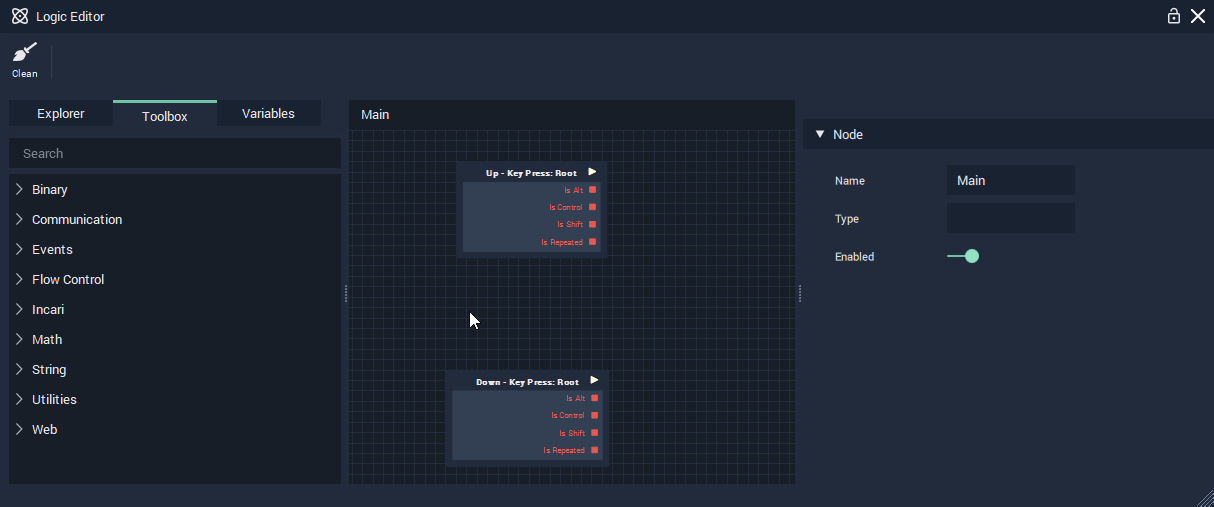 Logic Editor
Clean
Explorer
Toolbox
Variables
Search
Binary
Communication
Events
Flow Control
Incari
Math
String
Utilities
Web
Main
Up - Key Press: Root
Is Alt
Is Control
Is Shift
Is Repeated
Down - Key Press: Root
Is Alt
Is Control
Is Shift
Is Repeated
Node
Name Main
Type
Enabled